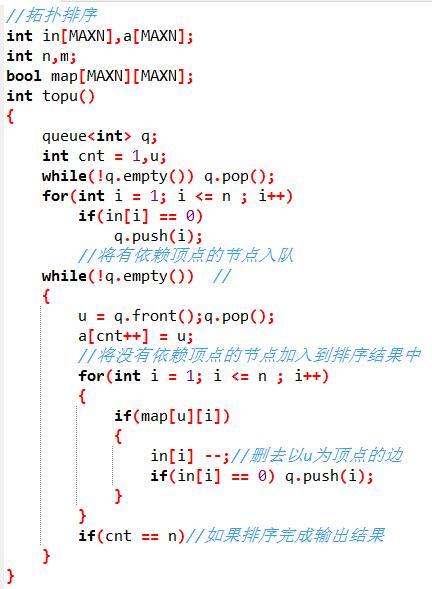 //拓扑排序
int in[MAXN],a[MAXN];
int n,m;
bool map[MAXN][MAXN];
int topu()
{
    queue<int> q;
    int cnt = 1,u;
    while(!q.empty()) q.pop();
    for(int i = 1; i <= n ; i++)
        if(in[i] == 0)
            q.push(i);
        //将有依赖顶点的节点入队
    while(!q.empty())  //
    {
        u = q.front();q.pop();
        a[cnt++] = u;
        //将没有依赖顶点的节点加入到排序结果中
        for(int i = 1; i <= n ; i++)
        {
            if(map[u][i])
            {
                in[i] --;//删去以u为顶点的边
                if(in[i] == 0) q.push(i);
            }
        }
        if(cnt == n)//如果排序完成输出结果
    }
}